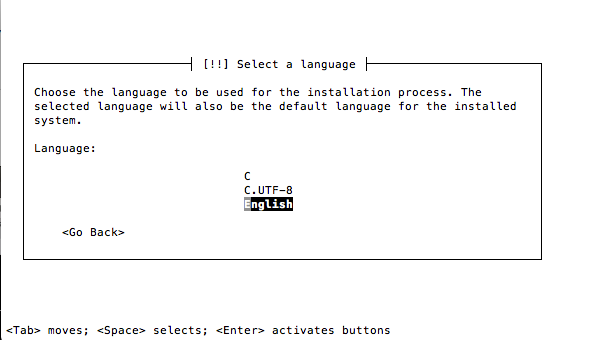 [!!] Select a language
Choose the language to be used for the installation process. The
selected language will also be the default language for the installed
system.
Language:
C
C.UTF-8
English
<Go Back>
<Tab> moves; <Space> selects; <Enter> activates buttons